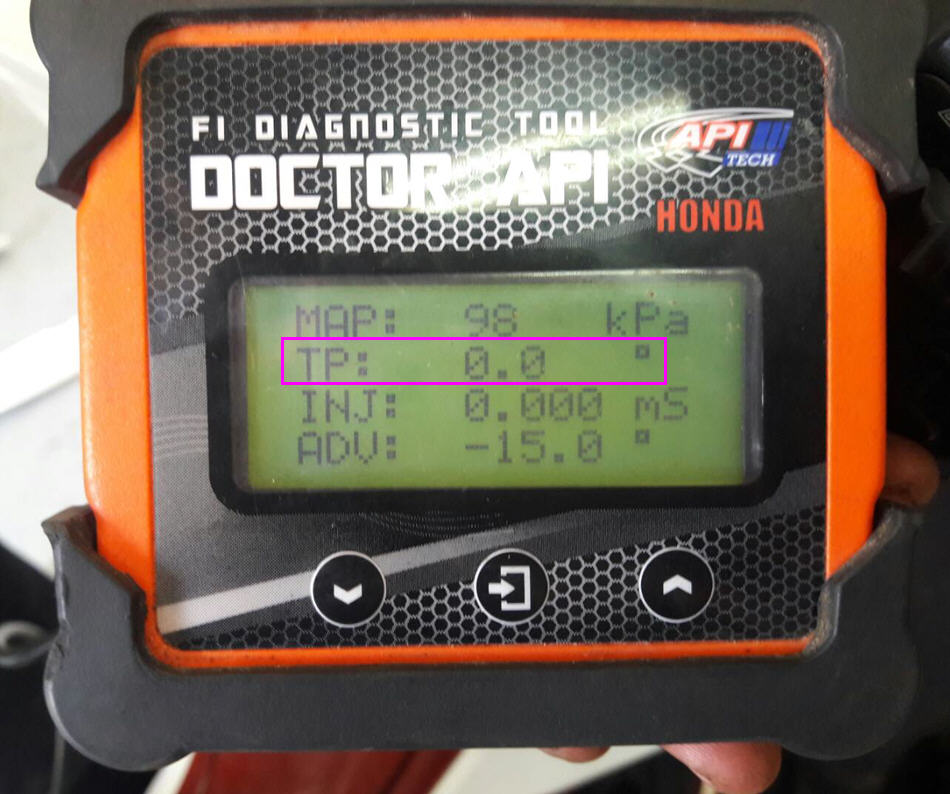 FI DIAGNOSTIC TOOL
DOCTOR API
API
TECH
HONDA
MAP: 98 kPa
TP: 0.0 °
INJ: 0.000 mS
ADV: -15.0 °